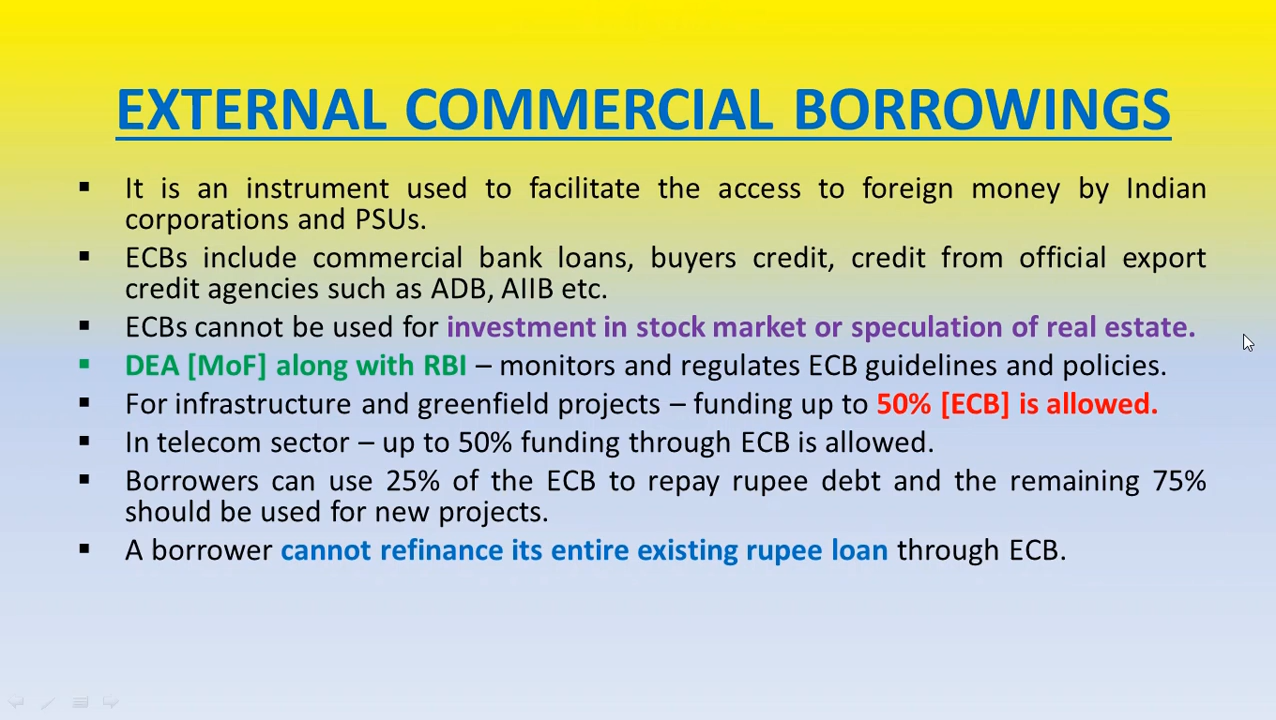 EXTERNAL COMMERCIAL BORROWINGS
▪ It is an instrument used to facilitate the access to foreign money by Indian
corporations and PSUs.
▪ ECBs include commercial bank loans, buyers credit, credit from official export
credit agencies such as ADB, AIIB etc.
▪ ECBs cannot be used for investment in stock market or speculation of real estate.
▪ DEA [MoF] along with RBI – monitors and regulates ECB guidelines and policies.
▪ For infrastructure and greenfield projects – funding up to 50% [ECB] is allowed.
▪ In telecom sector – up to 50% funding through ECB is allowed.
▪ Borrowers can use 25% of the ECB to repay rupee debt and the remaining 75%
should be used for new projects.
▪ A borrower cannot refinance its entire existing rupee loan through ECB.